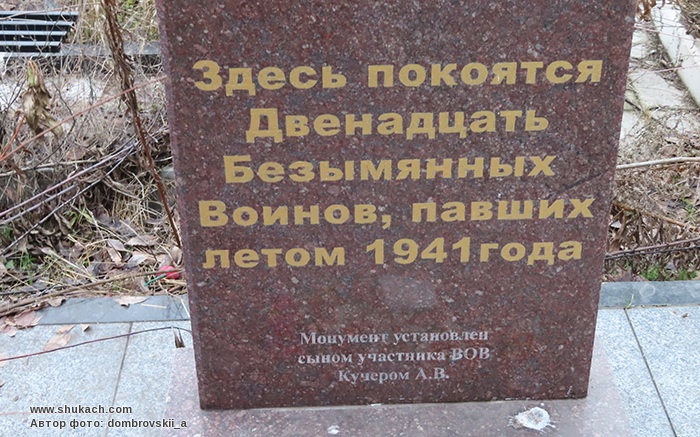 Здесь покоятся
Двенадцать
Безымянных
Воинов, павших
летом 1941года
Монумент установлен
сыном участника ВОВ
Кучером А.В.
www.shukach.com
Автор фото: dombrovskii_a